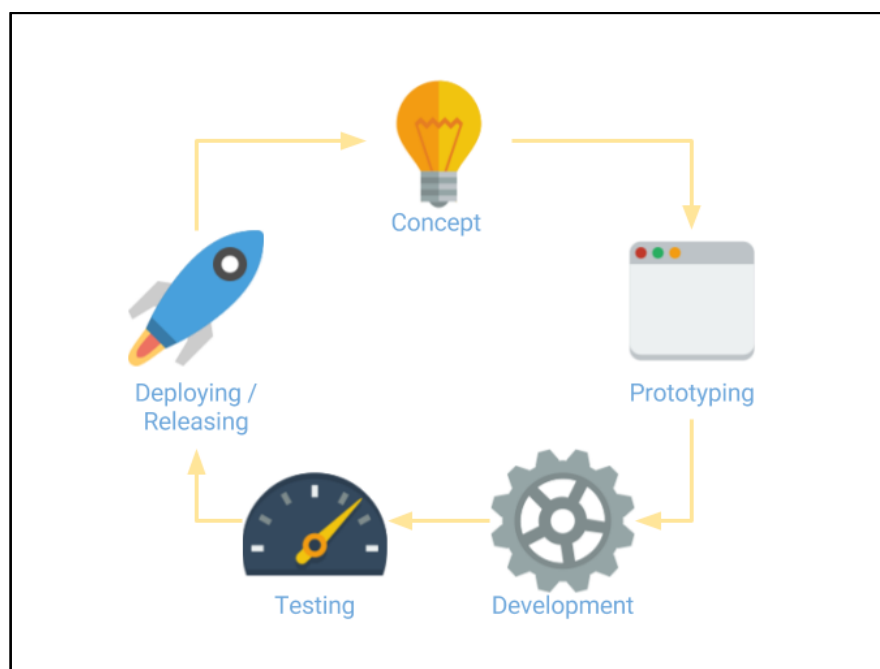 Concept
Prototyping
Development
Testing
Deploying /
Releasing